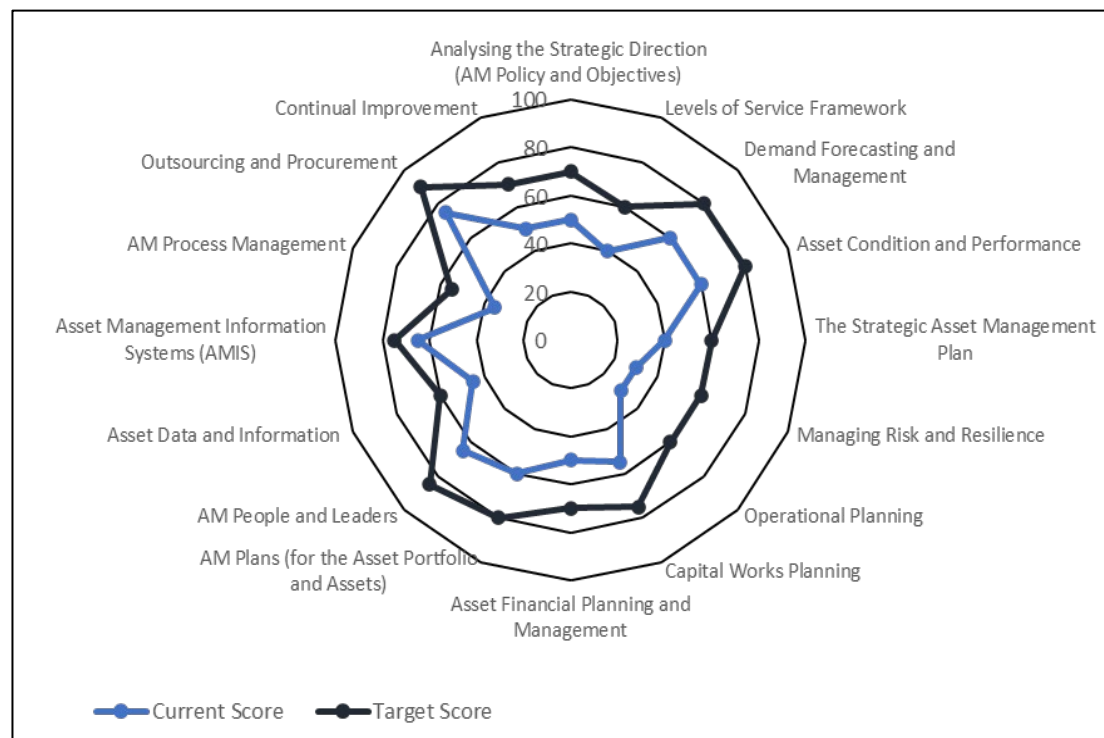 Analysing the Strategic Direction
(AM Policy and Objectives)
Continual Improvement
100
Levels of Service Framework
Outsourcing and Procurement
80
Demand Forecasting and
Management
60
AM Process Management
40
Asset Condition and Performance
20
Asset Management Information
Systems (AMIS)
0
The Strategic Asset Management
Plan
Asset Data and Information
Managing Risk and Resilience
AM People and Leaders
Operational Planning
AM Plans (for the Asset Portfolio
and Assets)
Capital Works Planning
Asset Financial Planning and
Management
Current Score
Target Score